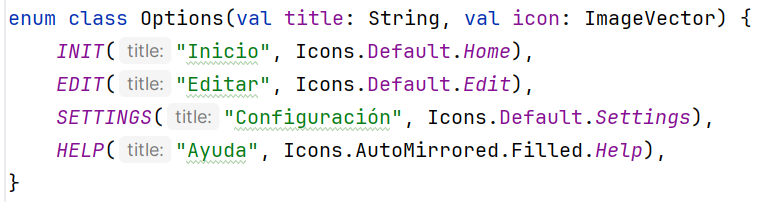 enum class Options(val title: String, val icon: ImageVector) {
INIT( title: "Inicio", Icons.Default.Home),
EDIT( title: "Editar", Icons.Default.Edit),
SETTINGS( title: "Configuración", Icons.Default.Settings),
HELP( title: "Ayuda", Icons.AutoMirrored.Filled.Help),
}